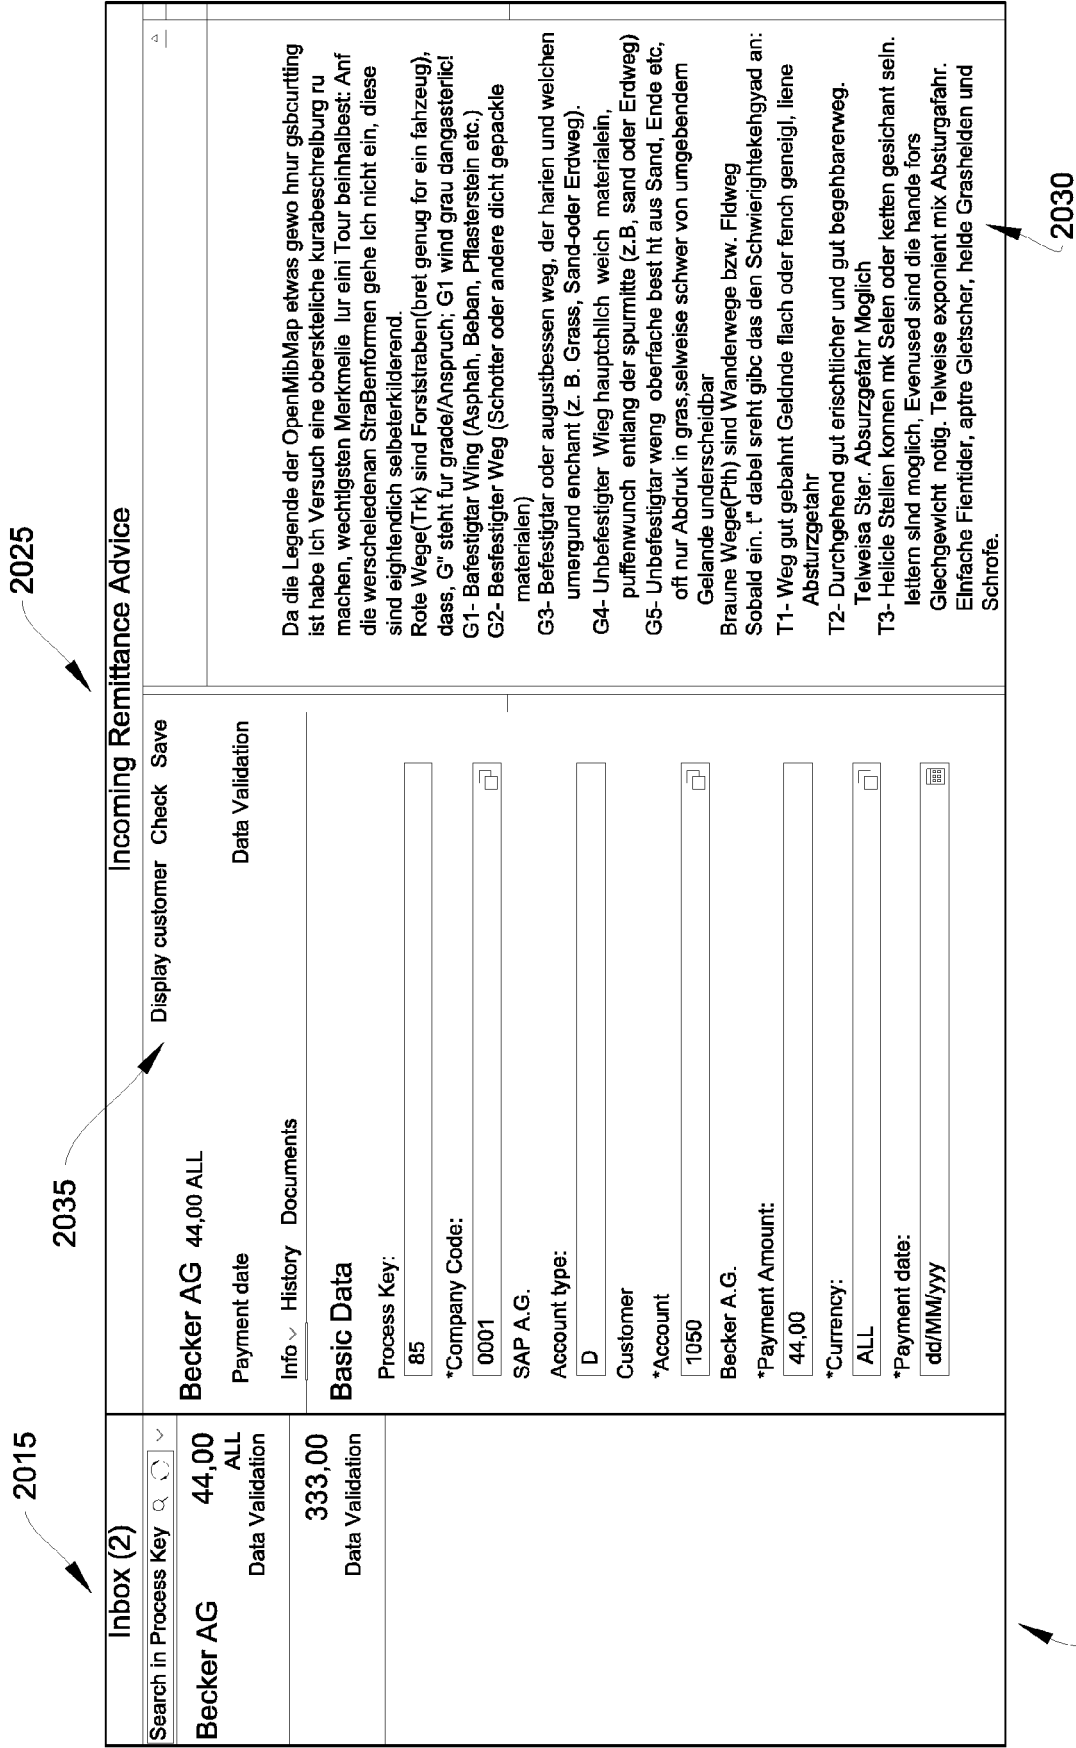 2015
2035
2025
2030
Inbox (2)
Search in Process Key
Becker AG
44,00
ALL
Data Validation
333,00
Data Validation
Incoming Remittance Advice
Display customer Check Save
Becker AG 44,00 ALL
Payment date
Data Validation
Info History Documents
Basic Data
Process Key:
85
*Company Code:
0001
SAP A.G.
Account type:
D
Customer
*Account
1050
Becker A.G.
*Payment Amount:
44,00
*Currency:
ALL
*Payment date:
dd/MM/yyy
Da die Legende der OpenMibMap etwas gewo hnur gsbcurtting
ist habe Ich Versuch eine oberskteliche kurabeschrelburg ru
machen, wechtlgsten Merkmelie lur eini Tour beinhalbest: Anf
die werscheledenan StraBenformen gehe Ich nicht ein, diese
sind eightendich selbeterkilderend.
Rote Wege(Trk) sind Forststraben(bret genug for ein fahrzeug),
dass, G" steht fur grade/Anspruch; G1 wind grau dangasterlic!
G1- Bafestigtar Wing (Asphah, Beban, Pflasterstein etc.)
G2- Besfestigter Weg (Schotter oder andere dicht gepackle
materialen)
G3- Befestigtar oder augustbessen weg, der harien und welchen
umergund enchant (z. B. Grass, Sand-oder Erdweg).
G4- Unbefestigter Wieg hauptchilch weich materialein,
puffenwunch entlang der spurmitte (z.B, sand oder Erdweg)
G5- Unbefestigtar weng oberfache best ht aus Sand, Ende etc,
oft nur Abdruk in gras,selweise schwer von umgebendem
Gelande underscheidbar
Braune Wege(Pth) sind Wanderwege bzw. Fldweg
Sobald ein. t" dabel sreht gibc das den Schwierightekehgyad an:
T1- Weg gut gebahnt Geldnde flach oder fench geneigl, liene
Absturzgetahr
T2- Durchgehend gut erischtlicher und gut begehbarerweg.
Telweisa Ster. Absurzgefahr Moglich
T3- Helicle Stellen konnen mk Selen oder ketten gesichant seln.
lettern sInd moglich, Evenused sind die hande fors
Glechgewicht notig. Telweise exponient mix Absturgafahr.
EInfache Fientider, aptre Gletscher, helde Grashelden und
Schrofe.